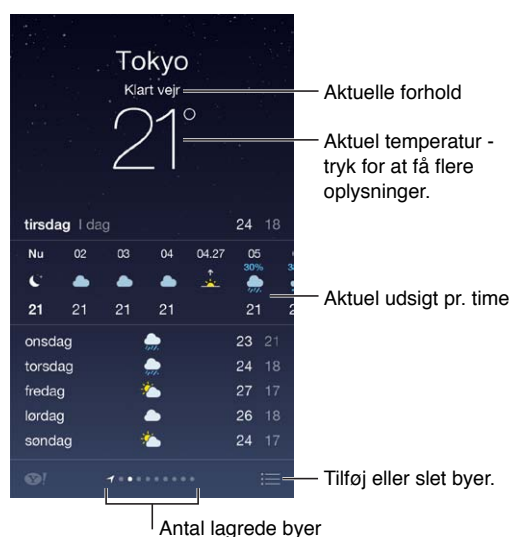 Tokyo
Klart vejr
Aktuelle forhold
21°
Aktuel temperatur -
tryk for at få flere
oplysninger.
tirsdag I dag 24 18
Nu 02 03 04 04.27 05
30%
21 21 21 21 21
Aktuel udsigt pr. time
onsdag 23 21
torsdag 24 18
fredag 27 17
lørdag 26 18
søndag 24 17
Y!
Tilføj eller slet byer.
Antal lagrede byer